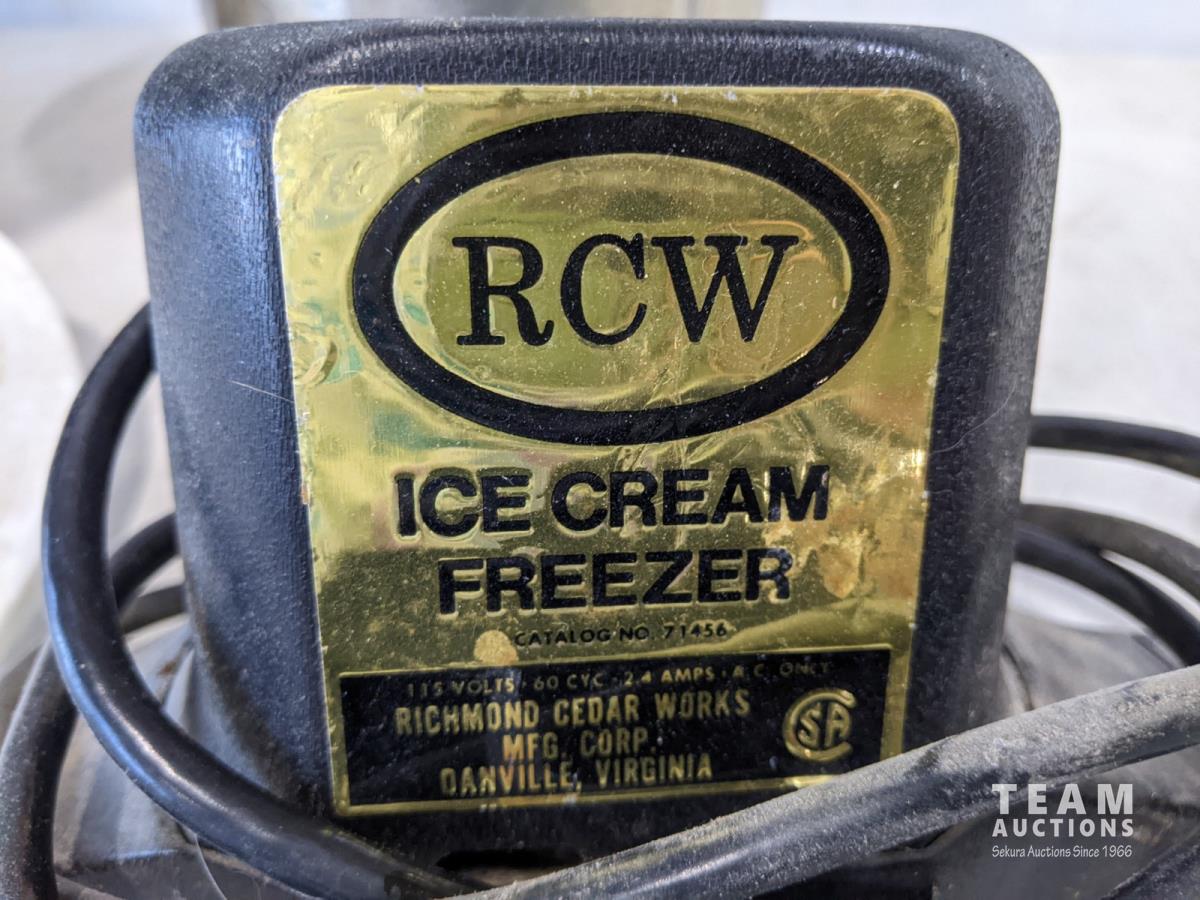 RCW
ICE CREAM
FREEZER
CATALOG NO. 71456
115 VOLTS · 60 CYC · 2.4 AMPS · A.C. ONLY
RICHMOND CEDAR WORKS
MFG. CORP.
DANVILLE, VIRGINIA
CSA
TEAM
AUCTIONS
Sekura Auctions Since 1966